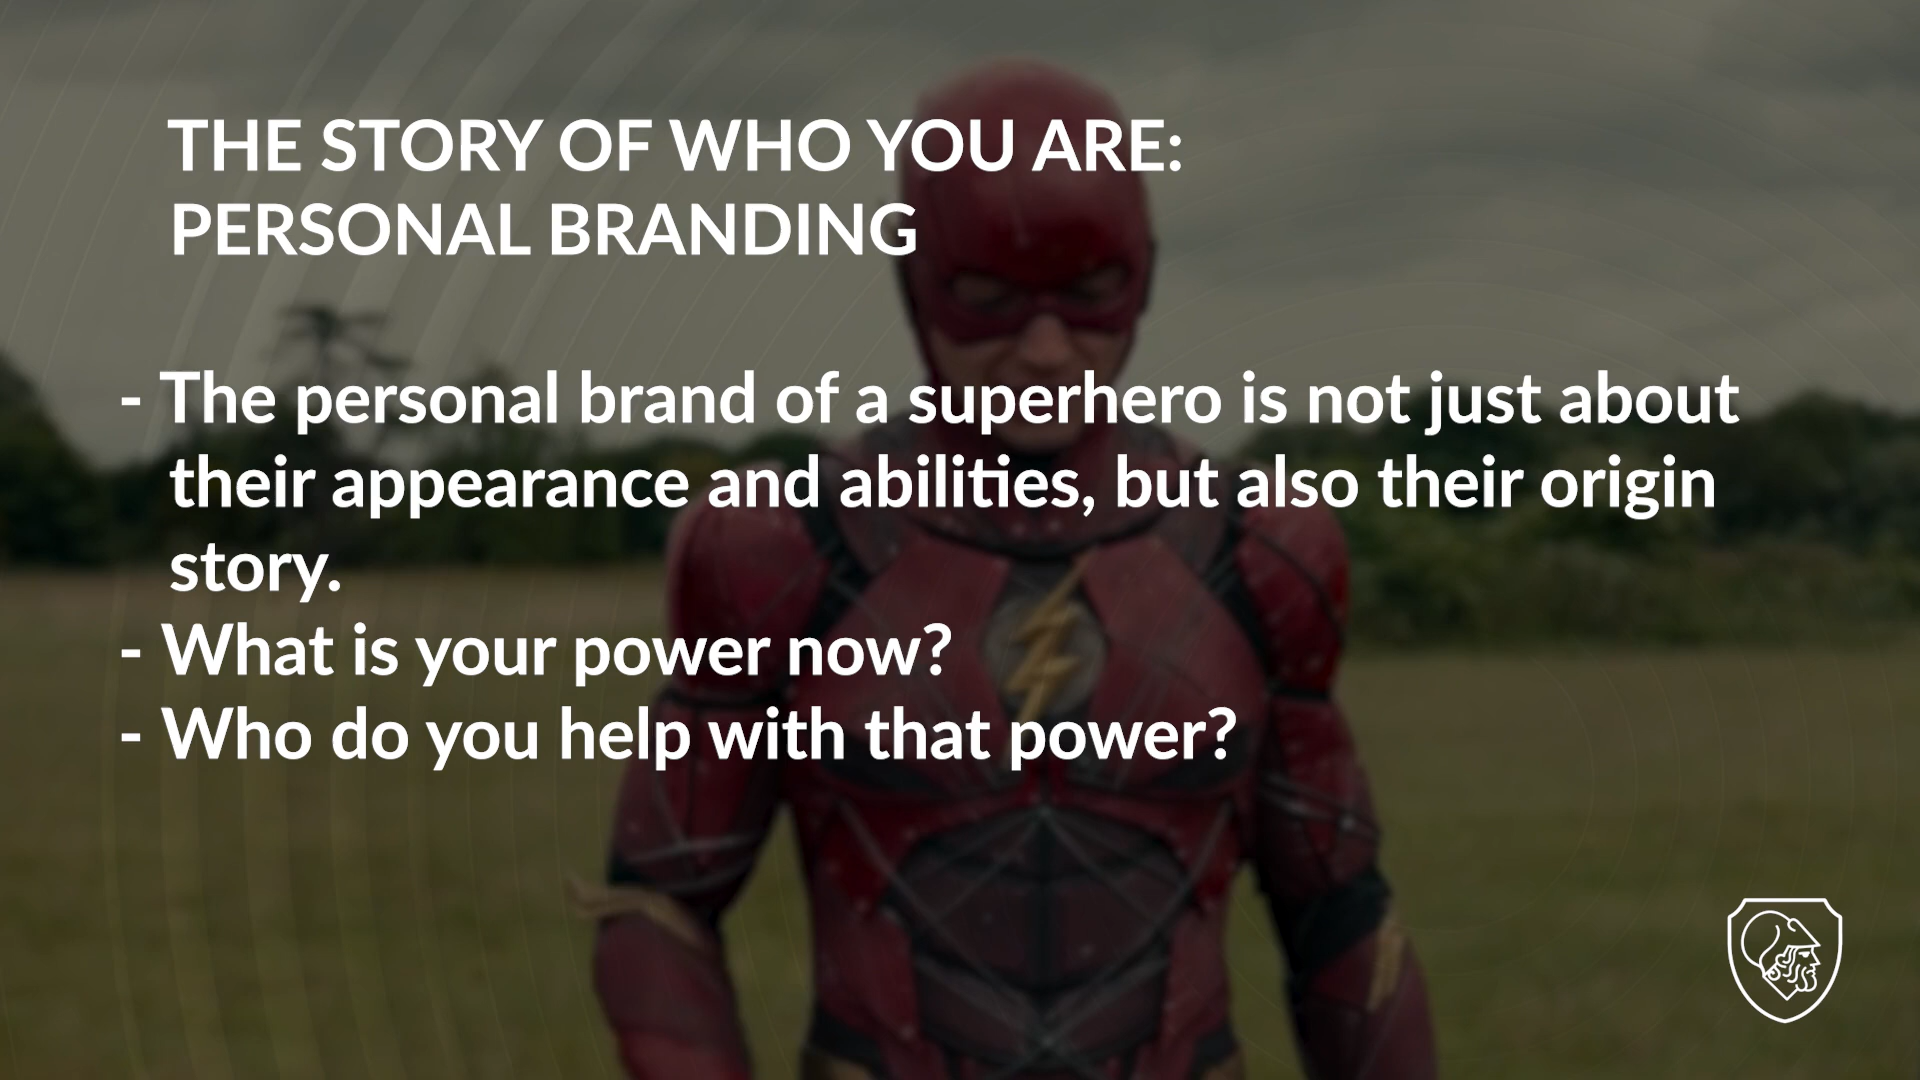 THE STORY OF WHO YOU ARE:
PERSONAL BRANDING
- The personal brand of a superhero is not just about
their appearance and abilities, but also their origin
story.
- What is your power now?
- Who do you help with that power?